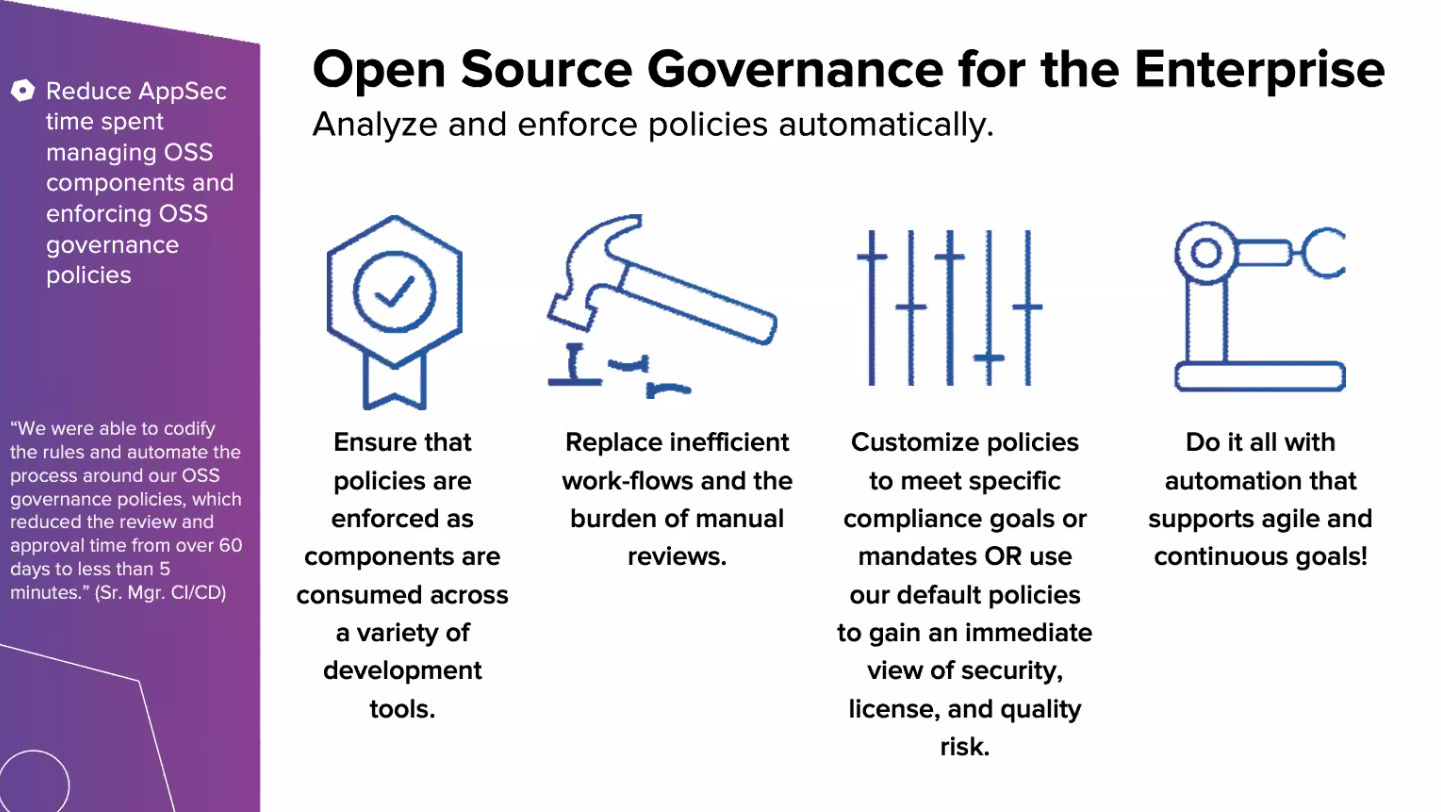 Reduce AppSec
time spent
managing OSS
components and
enforcing OSS
governance
policies
“We were able to codify
the rules and automate the
process around our OSS
governance policies, which
reduced the review and
approval time from over 60
days to less than 5
minutes.” (Sr. Mgr. CI/CD)
Open Source Governance for the Enterprise
Analyze and enforce policies automatically.
Ensure that
policies are
enforced as
components are
consumed across
a variety of
development
tools.
Replace inefficient
work-flows and the
burden of manual
reviews.
Customize policies
to meet specific
compliance goals or
mandates OR use
our default policies
to gain an immediate
view of security,
license, and quality
risk.
Do it all with
automation that
supports agile and
continuous goals!